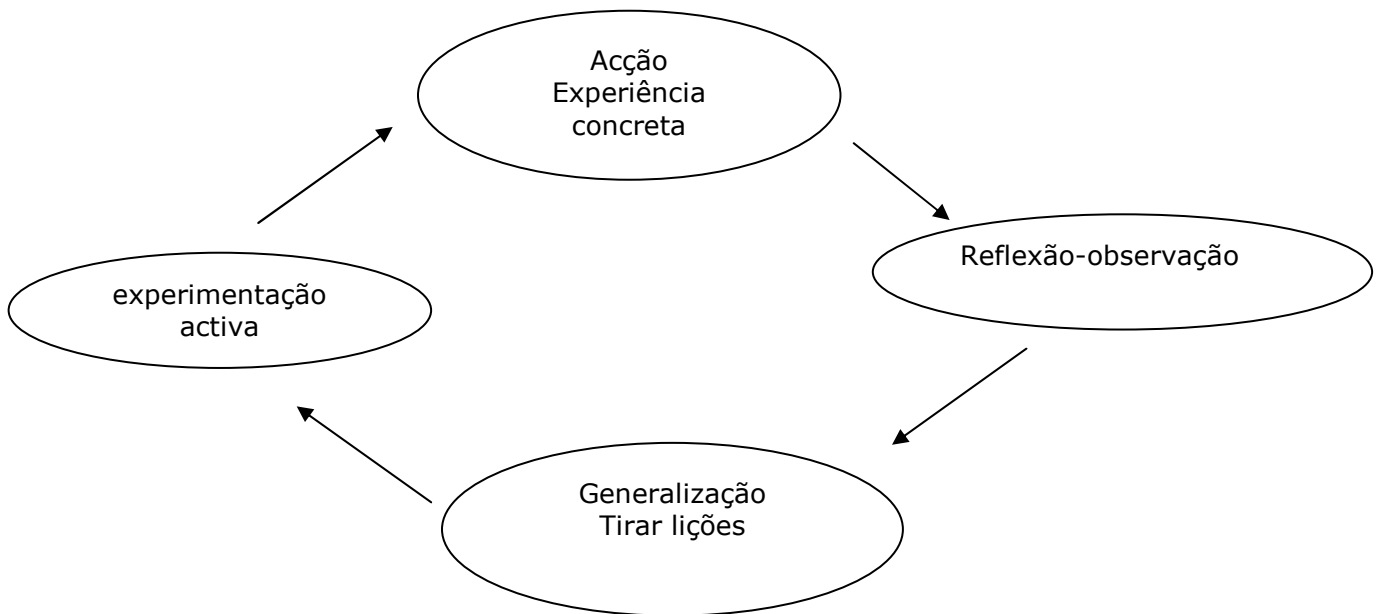 Acção
Experiência
concreta
Reflexão-observação
experimentação
activa
Generalização
Tirar lições